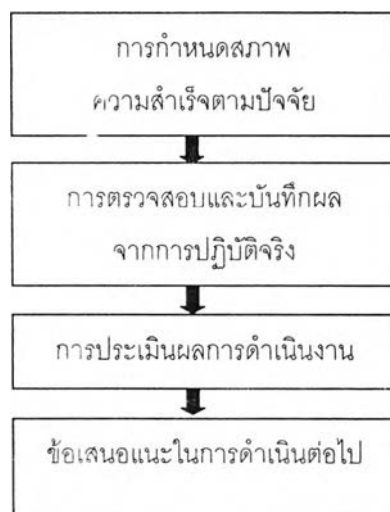 การกำหนดสภาพ
ความสำเร็จตามปัจจัย
การตรวจสอบและบันทึกผล
จากการปฏิบัติจริง
การประเมินผลการดำเนินงาน
ข้อเสนอแนะในการดำเนินต่อไป